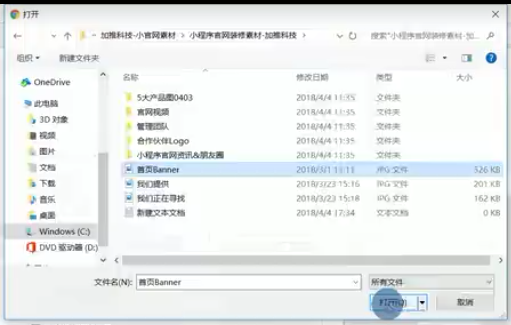 打开
加推科技-小官网素材 › 小程序官网装修素材-加推科技 ›
搜索"小程序官网装修素材-加...
组织
新建文件夹
OneDrive
此电脑
3D 对象
视频
图片
文档
下载
音乐
桌面
Windows (C:)
DVD 驱动器 (D:)
名称 修改日期 类型 大小
5大产品图0403 2018/4/4 11:35 文件夹
官网视频 2018/4/4 11:35 文件夹
管理团队 2018/4/4 11:35 文件夹
合作伙伴Logo 2018/4/4 11:35 文件夹
小程序官网资讯&朋友圈 2018/4/4 11:35 文件夹
首页Banner JPG 文件 326 KB
我们提供 2018/3/23 15:16 JPG 文件 201 KB
我们正在寻找 2018/3/23 15:18 JPG 文件 162 KB
新建文本文档 2018/4/4 17:34 文本文档 0 KB
文件名(N): 首页Banner
所有文件
打开(O)
取消